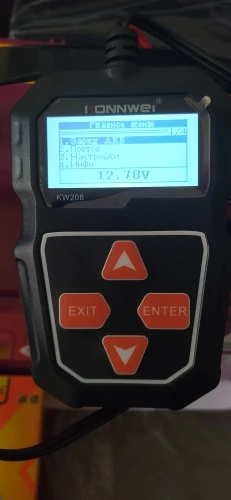 KONNWEI®
Главное меню
1/4
1.Заряд АКБ
2.Повтор
3.Настройки
4.Инфо
12.78V
KW208
EXIT
ENTER